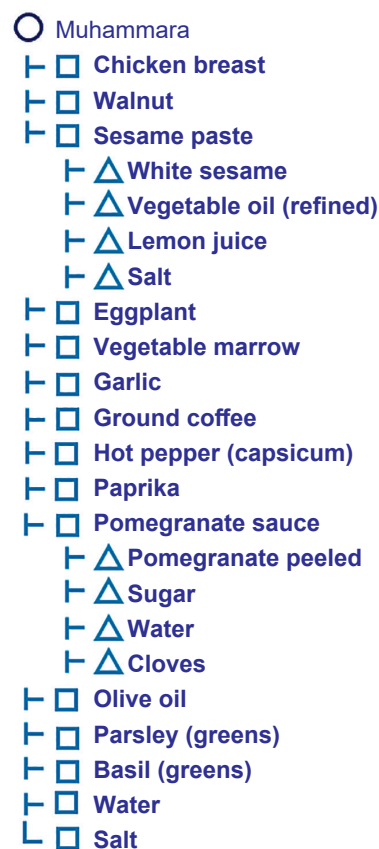 Muhammara
Chicken breast
Walnut
Sesame paste
White sesame
Vegetable oil (refined)
Lemon juice
Salt
Eggplant
Vegetable marrow
Garlic
Ground coffee
Hot pepper (capsicum)
Paprika
Pomegranate sauce
Pomegranate peeled
Sugar
Water
Cloves
Olive oil
Parsley (greens)
Basil (greens)
Water
Salt